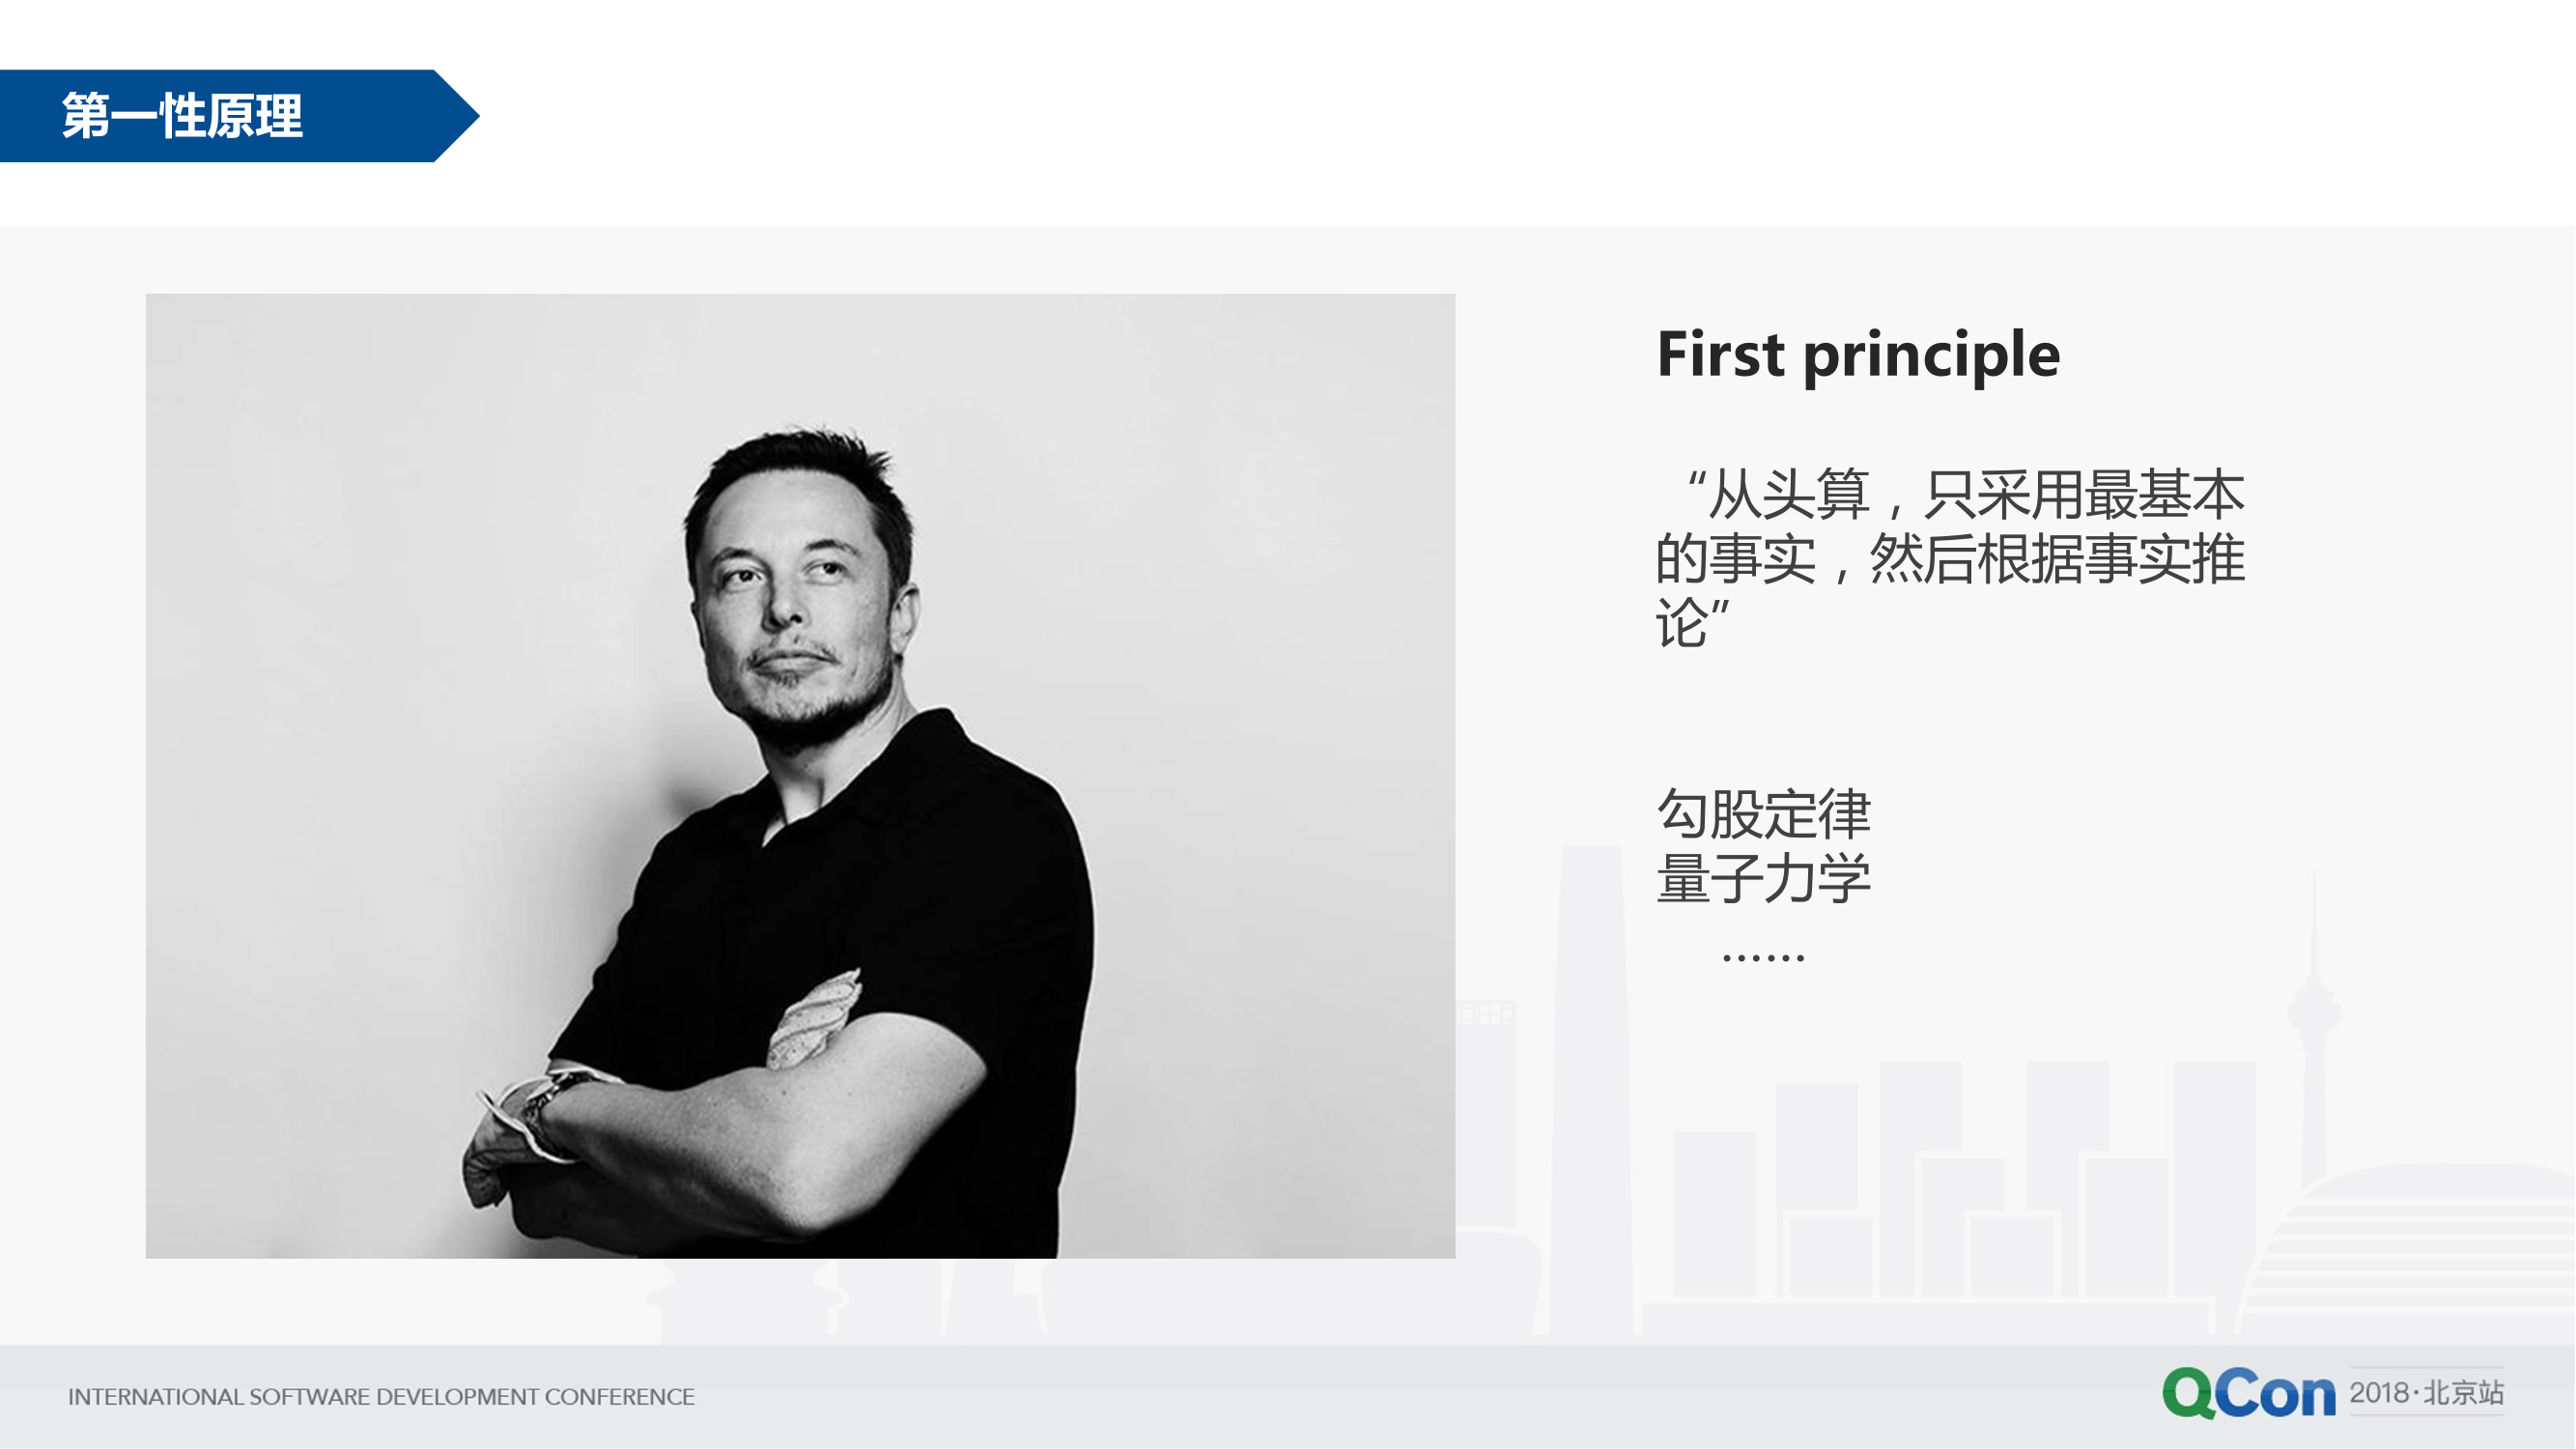 第一性原理
First principle
“从头算，只采用最基本
的事实，然后根据事实推
论”
勾股定律
量子力学
……
INTERNATIONAL SOFTWARE DEVELOPMENT CONFERENCE
QCon 2018·北京站